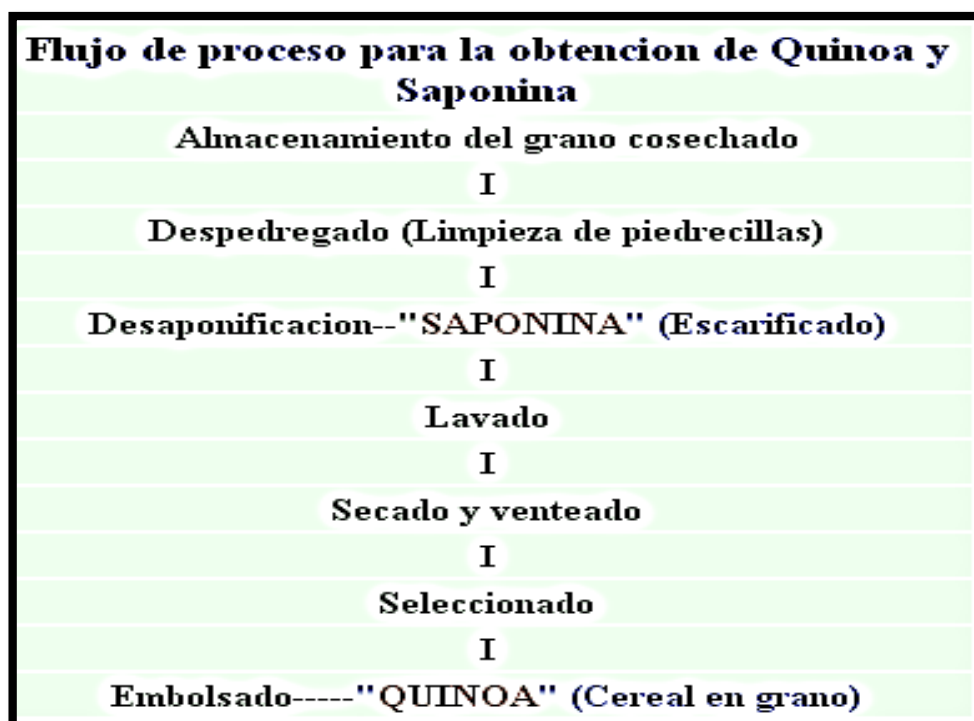 Flujo de proceso para la obtencion de Quinoa y
Saponina
Almacenamiento del grano cosechado
I
Despedregado (Limpieza de piedrecillas)
I
Desaponificacion--"SAPONINA" (Escarificado)
I
Lavado
I
Secado y venteado
I
Seleccionado
I
Embolsado-----"QUINOA" (Cereal en grano)